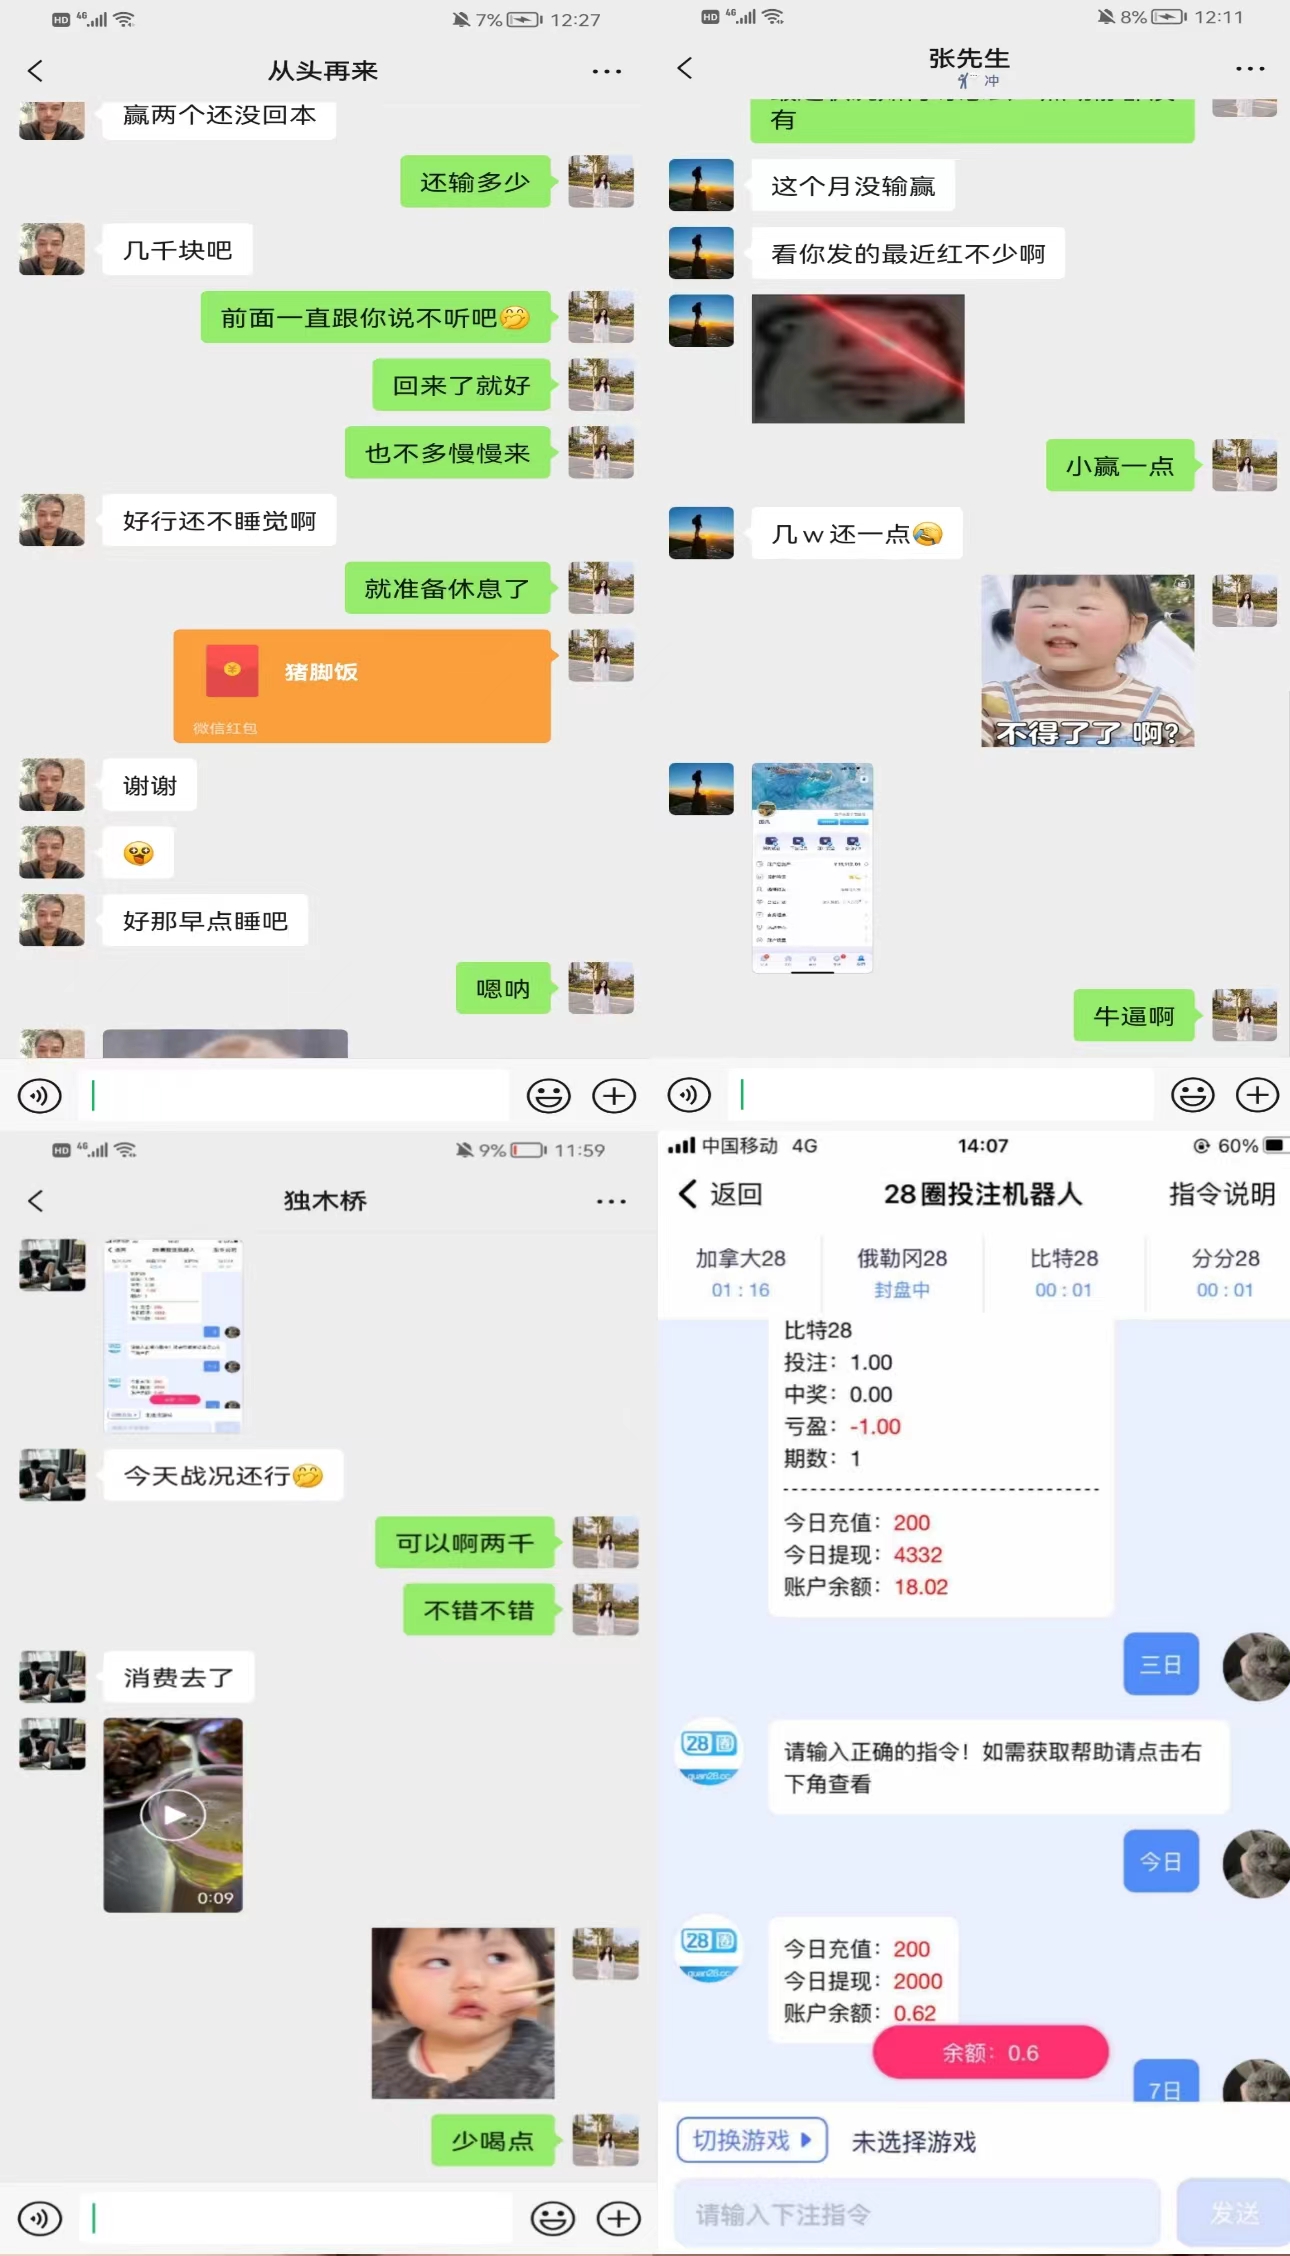 HD 4G 7% 12:27
从头再来
赢两个还没回本
还输多少
几千块吧
前面一直跟你说不听吧
回来了就好
也不多慢慢来
好行还不睡觉啊
就准备休息了
猪脚饭
微信红包
谢谢
好那早点睡吧
嗯呐
HD 4G 8% 12:11
张先生
冲
有
这个月没输赢
看你发的最近红不少啊
小赢一点
几w还一点
不得了了 啊?
牛逼啊
HD 4G 9% 11:59
独木桥
今天战况还行
可以啊两千
不错不错
消费去了
0:09
少喝点
中国移动 4G 14:07 60%
返回 28圈投注机器人 指令说明
加拿大28 俄勒冈28 比特28 分分28
01:16 封盘中 00:01 00:01
比特28
投注：1.00
中奖：0.00
亏盈：-1.00
期数：1
今日充值：200
今日提现：4332
账户余额：18.02
三日
28圈
quan28.cc
请输入正确的指令！如需获取帮助请点击右
下角查看
今日
28圈
quan28.cc
今日充值：200
今日提现：2000
账户余额：0.62
余额：0.6
7日
切换游戏 未选择游戏
请输入下注指令 发送